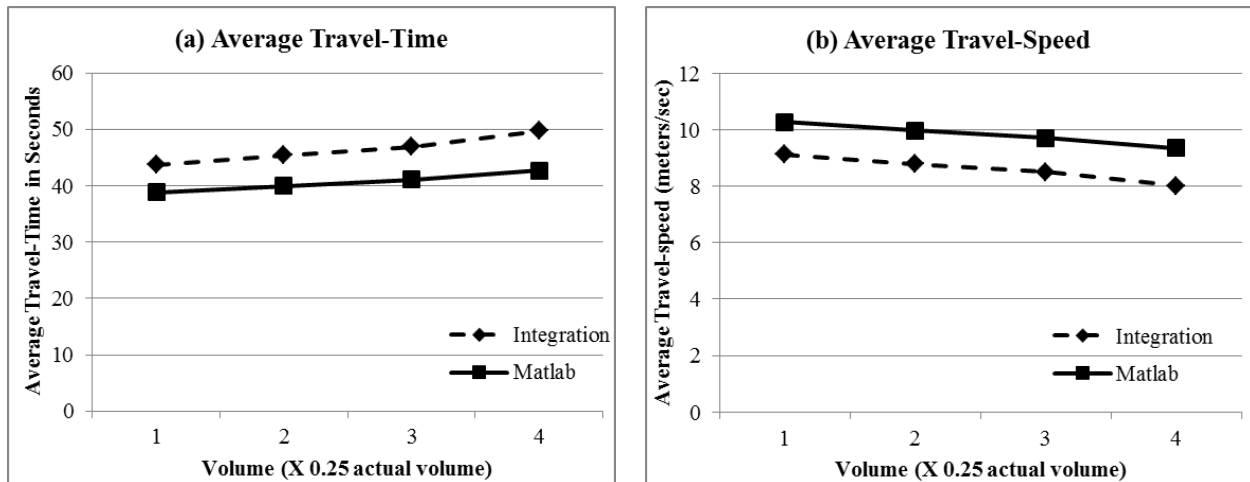 (a) Average Travel-Time
Average Travel-Time in Seconds
60
50
40
30
20
10
0
Integration
Matlab
1 2 3 4
Volume (X 0.25 actual volume)
(b) Average Travel-Speed
Average Travel-speed (meters/sec)
12
10
8
6
4
2
0
Integration
Matlab
1 2 3 4
Volume (X 0.25 actual volume)